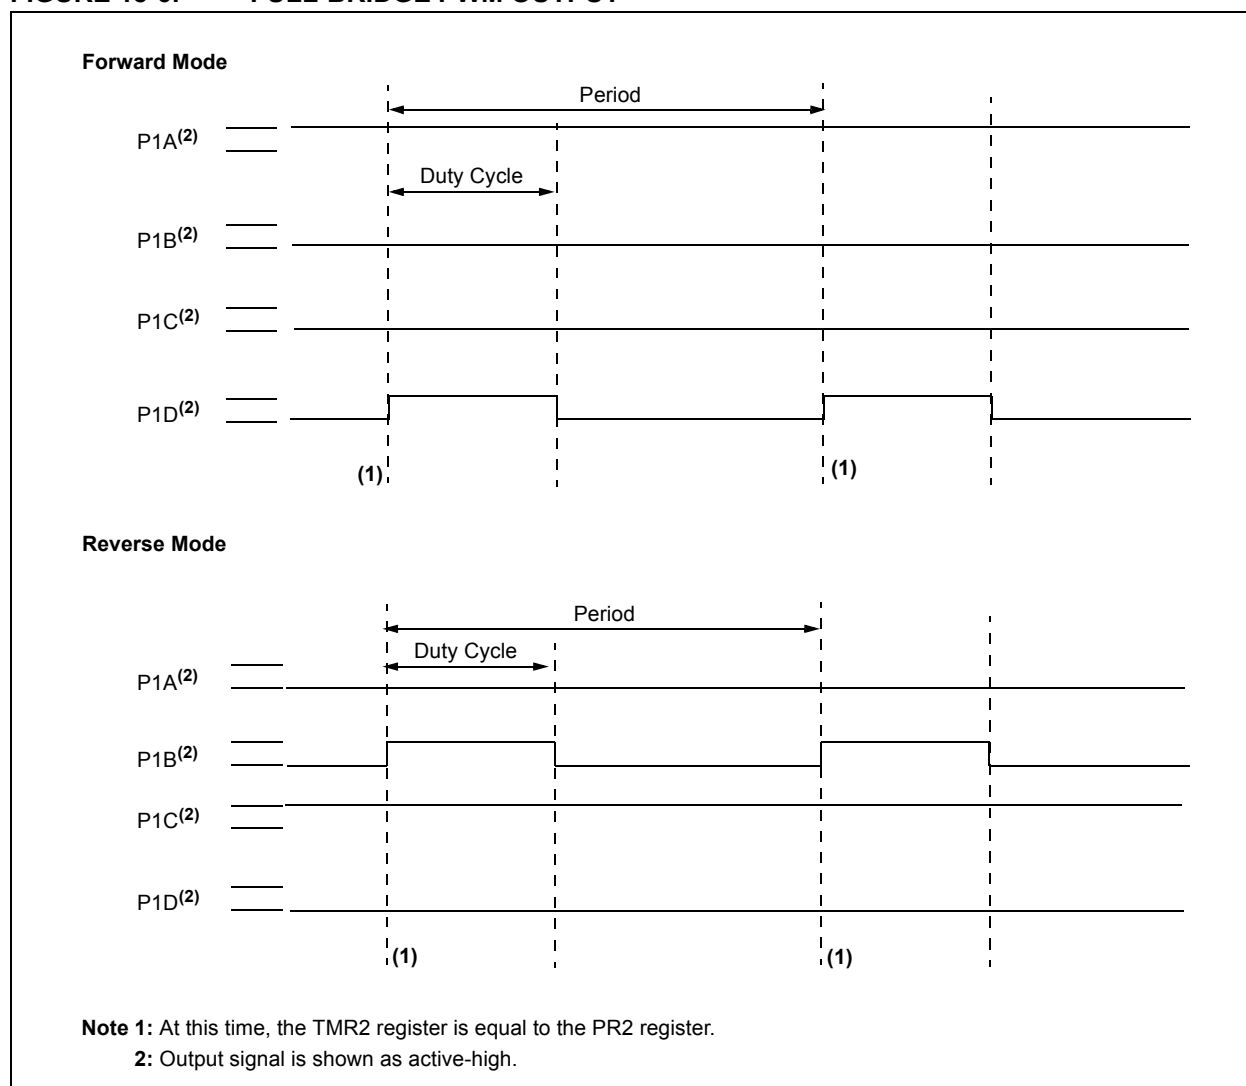 Forward Mode
Period
P1A(2)
Duty Cycle
P1B(2)
P1C(2)
P1D(2)
(1)
(1)
Reverse Mode
Period
Duty Cycle
P1A(2)
P1B(2)
P1C(2)
P1D(2)
(1)
(1)
Note 1: At this time, the TMR2 register is equal to the PR2 register.
2: Output signal is shown as active-high.